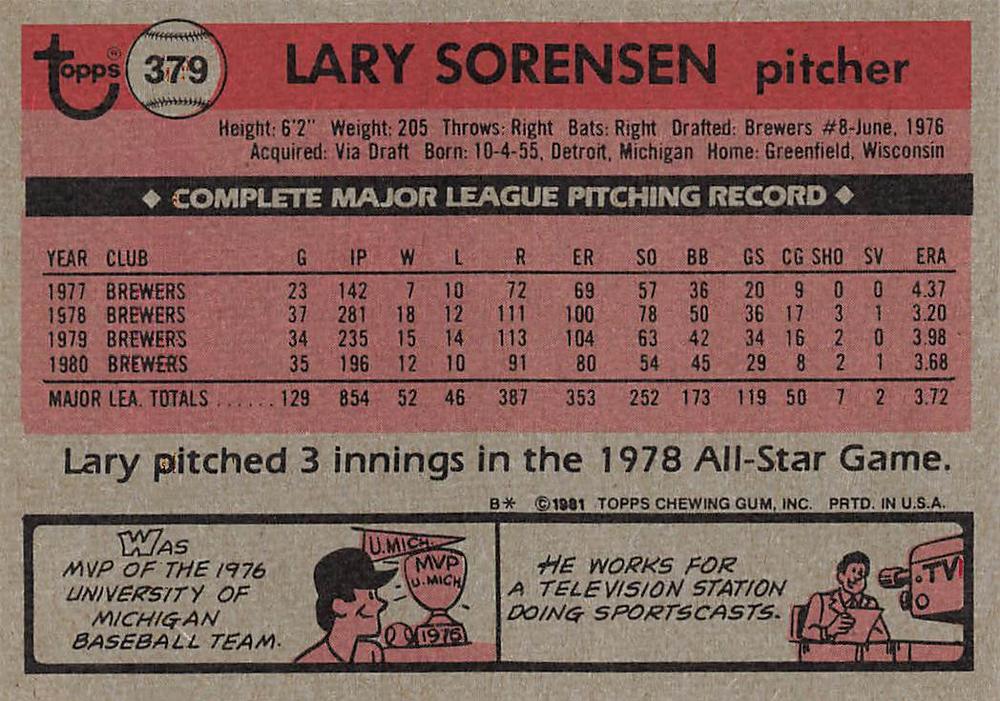 Topps® 379 LARY SORENSEN pitcher
Height: 6'2" Weight: 205 Throws: Right Bats: Right Drafted: Brewers #8-June, 1976
Acquired: Via Draft Born: 10-4-55, Detroit, Michigan Home: Greenfield, Wisconsin
◆ COMPLETE MAJOR LEAGUE PITCHING RECORD ◆
YEAR CLUB G IP W L R ER SO BB GS CG SHO SV ERA
1977 BREWERS 23 142 7 10 72 69 57 36 20 9 0 0 4.37
1978 BREWERS 37 281 18 12 111 100 78 50 36 17 3 1 3.20
1979 BREWERS 34 235 15 14 113 104 63 42 34 16 2 0 3.98
1980 BREWERS 35 196 12 10 91 80 54 45 29 8 2 1 3.68
MAJOR LEA. TOTALS ...... 129 854 52 46 387 353 252 173 119 50 7 2 3.72
Lary pitched 3 innings in the 1978 All-Star Game.
B* ©1981 TOPPS CHEWING GUM, INC. PRTD. IN U.S.A.
WAS
MVP OF THE 1976
UNIVERSITY OF
MICHIGAN
BASEBALL TEAM.
U. MICH.
MVP
U. MICH
1976
HE WORKS FOR
A TELEVISION STATION
DOING SPORTSCASTS.
TV